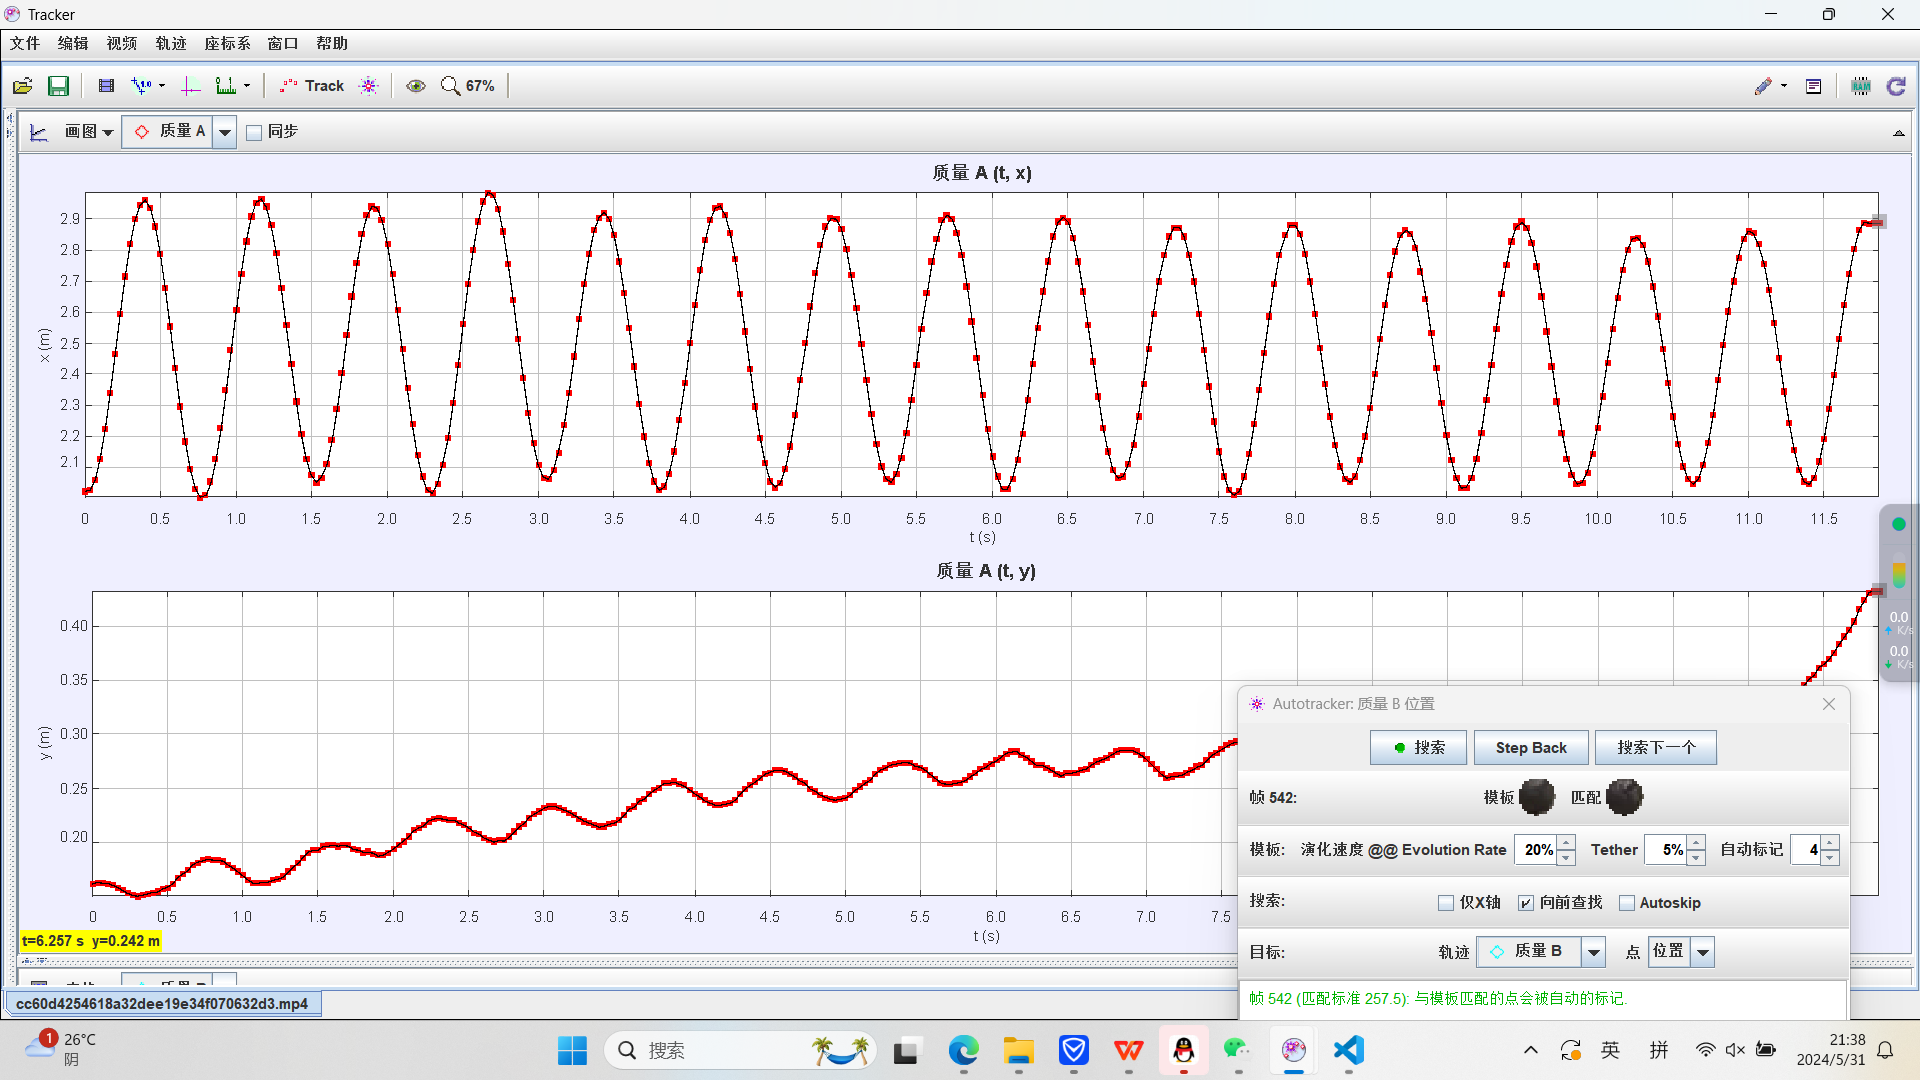 Tracker
文件 编辑 视频 轨迹 座标系 窗口 帮助
Track 67%
画图 质量 A 同步
质量 A (t, x)
2.9
2.8
2.7
2.6
2.5
2.4
2.3
2.2
2.1
x (m)
0 0.5 1.0 1.5 2.0 2.5 3.0 3.5 4.0 4.5 5.0 5.5 6.0 6.5 7.0 7.5 8.0 8.5 9.0 9.5 10.0 10.5 11.0 11.5
t (s)
质量 A (t, y)
0.40
0.35
0.30
0.25
0.20
y (m)
0 0.5 1.0 1.5 2.0 2.5 3.0 3.5 4.0 4.5 5.0 5.5 6.0 6.5 7.0 7.5
t (s)
t=6.257 s y=0.242 m
0.0
K/s
0.0
K/s
Autotracker: 质量 B 位置
搜索 Step Back 搜索下一个
帧 542: 模板 匹配
模板: 演化速度 @@ Evolution Rate 20% Tether 5% 自动标记 4
搜索: 仅X轴 向前查找 Autoskip
目标: 轨迹 质量 B 点 位置
帧 542 (匹配标准 257.5): 与模板匹配的点会被自动的标记.
cc60d4254618a32dee19e34f070632d3.mp4
1
26°C
阴
搜索
英 拼
21:38
2024/5/31